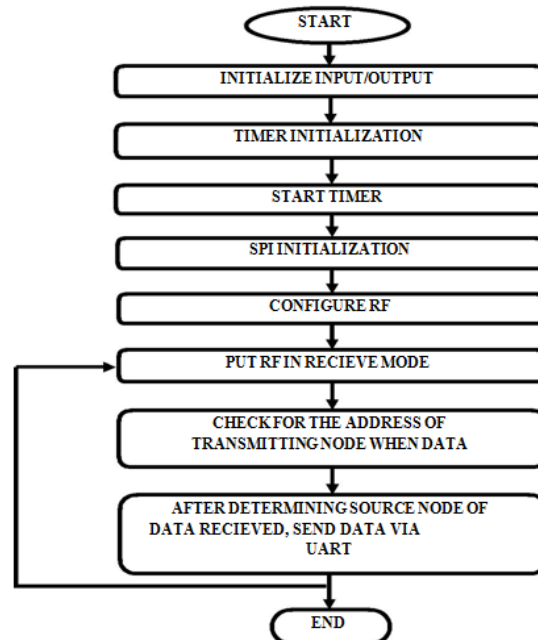 START
INITIALIZE INPUT/OUTPUT
TIMER INITIALIZATION
START TIMER
SPI INITIALIZATION
CONFIGURE RF
PUT RF IN RECIEVE MODE
CHECK FOR THE ADDRESS OF
TRANSMITTING NODE WHEN DATA
AFTER DETERMINING SOURCE NODE OF
DATA RECIEVED, SEND DATA VIA
UART
END